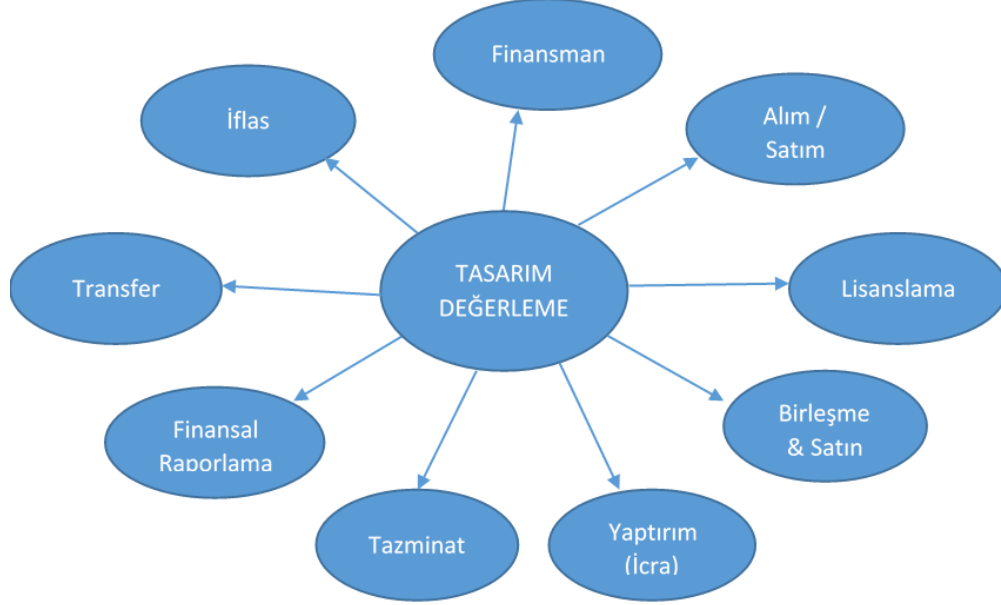 Finansman
İflas
Alım /
Satım
TASARIM
DEĞERLEME
Transfer
Lisanslama
Finansal
Raporlama
Birleşme
& Satın
Tazminat
Yaptırım
(İcra)